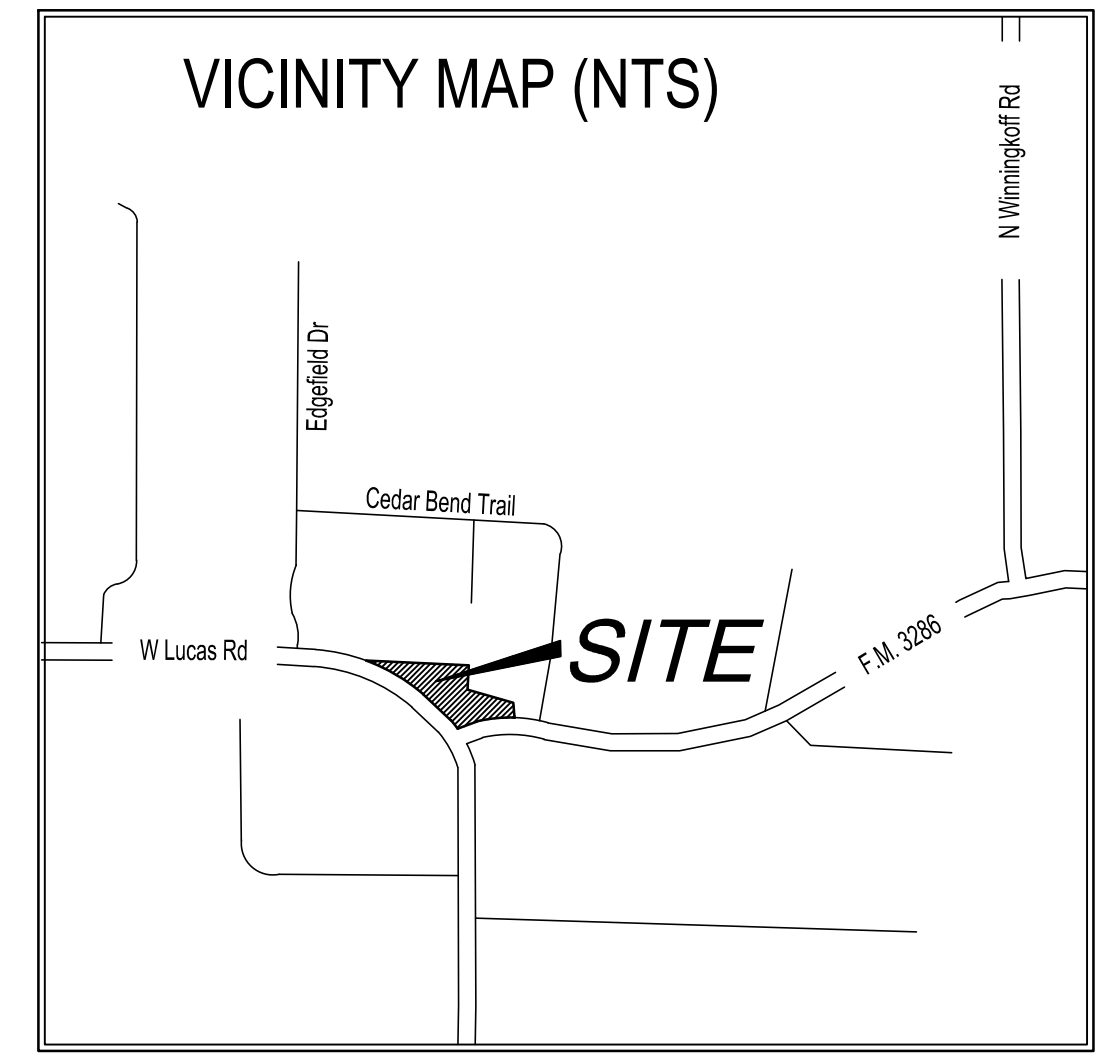 VICINITY MAP (NTS)
N Winningkoff Rd
Edgefield Dr
Cedar Bend Trail
W Lucas Rd
SITE
F.M. 3286